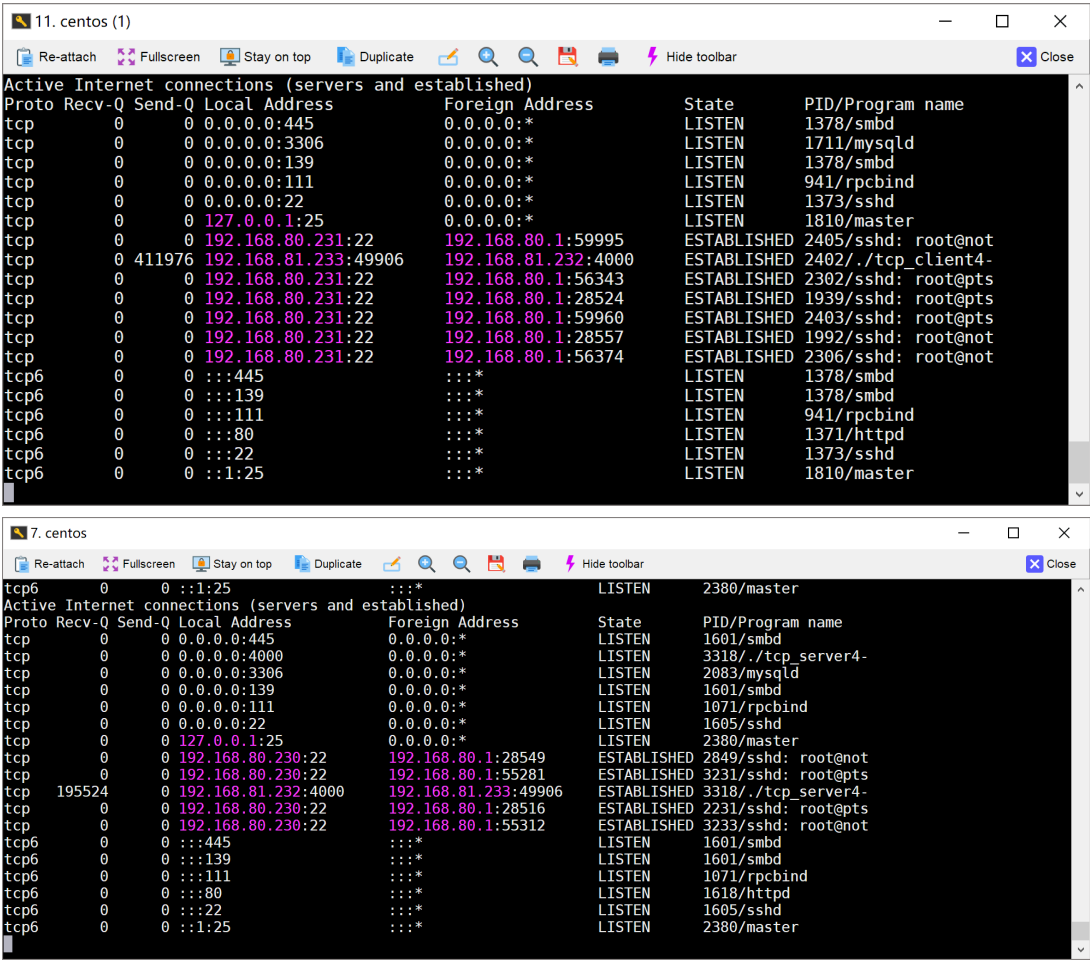 11. centos (1)
Re-attach Fullscreen Stay on top Duplicate Hide toolbar Close
Active Internet connections (servers and established)
Proto Recv-Q Send-Q Local Address Foreign Address State PID/Program name
tcp 0 0 0.0.0.0:445 0.0.0.0:* LISTEN 1378/smbd
tcp 0 0 0.0.0.0:3306 0.0.0.0:* LISTEN 1711/mysqld
tcp 0 0 0.0.0.0:139 0.0.0.0:* LISTEN 1378/smbd
tcp 0 0 0.0.0.0:111 0.0.0.0:* LISTEN 941/rpcbind
tcp 0 0 0.0.0.0:22 0.0.0.0:* LISTEN 1373/sshd
tcp 0 0 127.0.0.1:25 0.0.0.0:* LISTEN 1810/master
tcp 0 0 192.168.80.231:22 192.168.80.1:59995 ESTABLISHED 2405/sshd: root@not
tcp 0 411976 192.168.81.233:49906 192.168.81.232:4000 ESTABLISHED 2402/./tcp_client4-
tcp 0 0 192.168.80.231:22 192.168.80.1:56343 ESTABLISHED 2302/sshd: root@pts
tcp 0 0 192.168.80.231:22 192.168.80.1:28524 ESTABLISHED 1939/sshd: root@pts
tcp 0 0 192.168.80.231:22 192.168.80.1:59960 ESTABLISHED 2403/sshd: root@pts
tcp 0 0 192.168.80.231:22 192.168.80.1:28557 ESTABLISHED 1992/sshd: root@not
tcp 0 0 192.168.80.231:22 192.168.80.1:56374 ESTABLISHED 2306/sshd: root@not
tcp6 0 0 :::445 :::* LISTEN 1378/smbd
tcp6 0 0 :::139 :::* LISTEN 1378/smbd
tcp6 0 0 :::111 :::* LISTEN 941/rpcbind
tcp6 0 0 :::80 :::* LISTEN 1371/httpd
tcp6 0 0 :::22 :::* LISTEN 1373/sshd
tcp6 0 0 ::1:25 :::* LISTEN 1810/master
7. centos
Re-attach Fullscreen Stay on top Duplicate Hide toolbar Close
tcp6 0 0 ::1:25 :::* LISTEN 2380/master
Active Internet connections (servers and established)
Proto Recv-Q Send-Q Local Address Foreign Address State PID/Program name
tcp 0 0 0.0.0.0:445 0.0.0.0:* LISTEN 1601/smbd
tcp 0 0 0.0.0.0:4000 0.0.0.0:* LISTEN 3318/./tcp_server4-
tcp 0 0 0.0.0.0:3306 0.0.0.0:* LISTEN 2083/mysqld
tcp 0 0 0.0.0.0:139 0.0.0.0:* LISTEN 1601/smbd
tcp 0 0 0.0.0.0:111 0.0.0.0:* LISTEN 1071/rpcbind
tcp 0 0 0.0.0.0:22 0.0.0.0:* LISTEN 1605/sshd
tcp 0 0 127.0.0.1:25 0.0.0.0:* LISTEN 2380/master
tcp 0 0 192.168.80.230:22 192.168.80.1:28549 ESTABLISHED 2849/sshd: root@not
tcp 0 0 192.168.80.230:22 192.168.80.1:55281 ESTABLISHED 3231/sshd: root@pts
tcp 195524 0 192.168.81.232:4000 192.168.81.233:49906 ESTABLISHED 3318/./tcp_server4-
tcp 0 0 192.168.80.230:22 192.168.80.1:28516 ESTABLISHED 2231/sshd: root@pts
tcp 0 0 192.168.80.230:22 192.168.80.1:55312 ESTABLISHED 3233/sshd: root@not
tcp6 0 0 :::445 :::* LISTEN 1601/smbd
tcp6 0 0 :::139 :::* LISTEN 1601/smbd
tcp6 0 0 :::111 :::* LISTEN 1071/rpcbind
tcp6 0 0 :::80 :::* LISTEN 1618/httpd
tcp6 0 0 :::22 :::* LISTEN 1605/sshd
tcp6 0 0 ::1:25 :::* LISTEN 2380/master